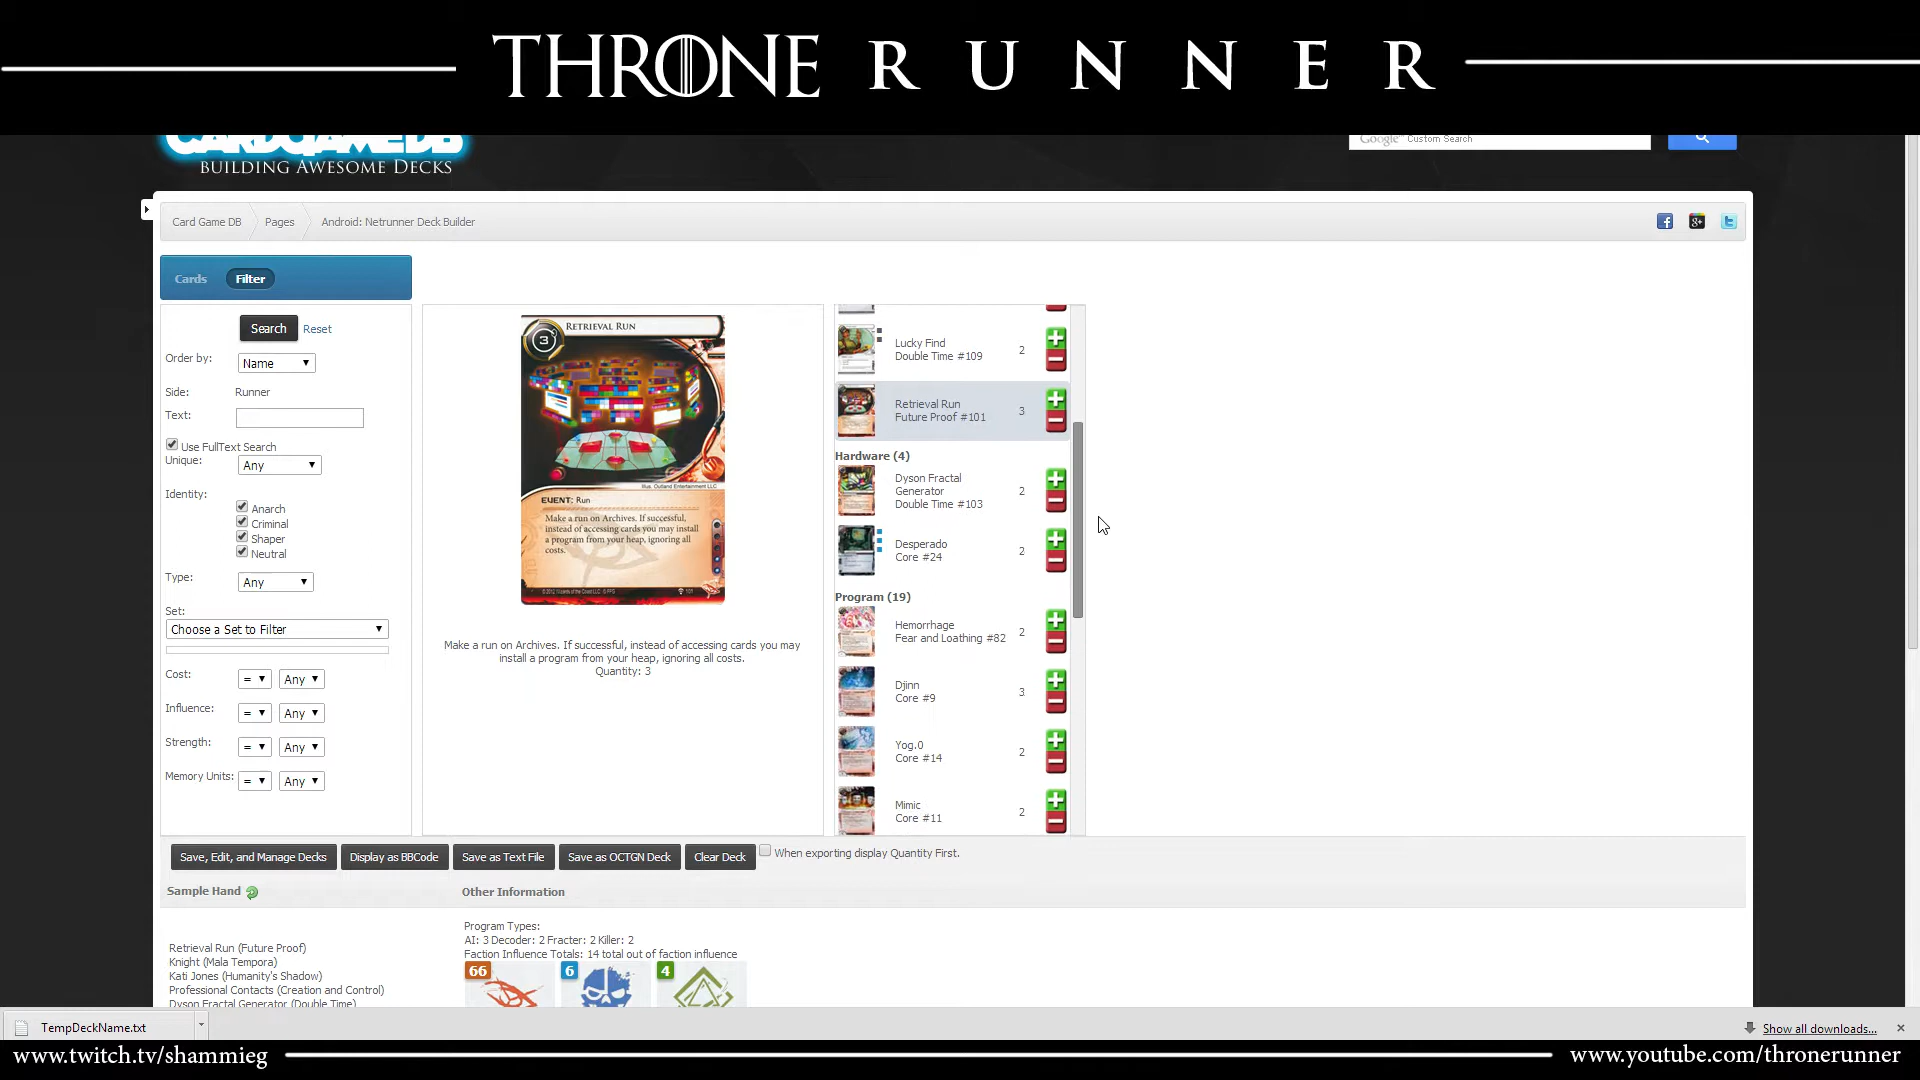 THRONE RUNNER
CARDGAMEDB
BUILDING AWESOME DECKS
Google™ Custom Search
Card Game DB
Pages
Android: Netrunner Deck Builder
Cards
Filter
Search
Reset
Order by:
Name
Side:
Runner
Text:
Use FullText Search
Unique:
Any
Identity:
Anarch
Criminal
Shaper
Neutral
Type:
Any
Set:
Choose a Set to Filter
Cost:
=
Any
Influence:
=
Any
Strength:
=
Any
Memory Units:
=
Any
RETRIEVAL RUN
3
Illus. Outland Entertainment LLC
EVENT: Run
Make a run on Archives. If successful,
instead of accessing cards you may install
a program from your heap, ignoring all
costs.
101
Make a run on Archives. If successful, instead of accessing cards you may
install a program from your heap, ignoring all costs.
Quantity: 3
Lucky Find
Double Time #109
2
Retrieval Run
Future Proof #101
3
Hardware (4)
Dyson Fractal
Generator
Double Time #103
2
Desperado
Core #24
2
Program (19)
Hemorrhage
Fear and Loathing #82
2
Djinn
Core #9
3
Yog.0
Core #14
2
Mimic
Core #11
2
Save, Edit, and Manage Decks
Display as BBCode
Save as Text File
Save as OCTGN Deck
Clear Deck
When exporting display Quantity First.
Sample Hand
Other Information
Retrieval Run (Future Proof)
Knight (Mala Tempora)
Kati Jones (Humanity's Shadow)
Professional Contacts (Creation and Control)
Dyson Fractal Generator (Double Time)
Program Types:
AI: 3 Decoder: 2 Fracter: 2 Killer: 2
Faction Influence Totals: 14 total out of faction influence
66
6
4
TempDeckName.txt
Show all downloads...
www.twitch.tv/shammieg
www.youtube.com/thronerunner